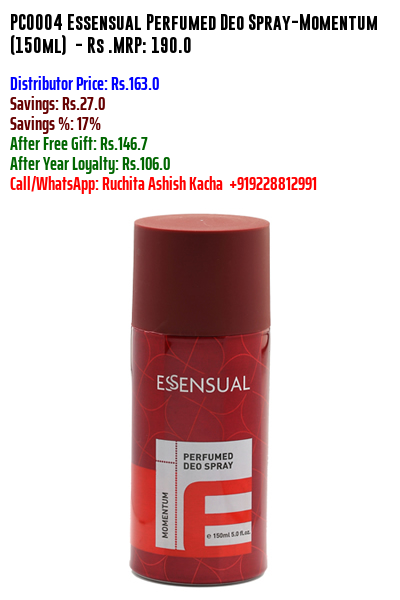 PC0004 Essensual Perfumed Deo Spray-Momentum
(150ml) - Rs .MRP: 190.0
Distributor Price: Rs.163.0
Savings: Rs.27.0
Savings %: 17%
After Free Gift: Rs.146.7
After Year Loyalty: Rs.106.0
Call/WhatsApp: Ruchita Ashish Kacha +919228812991
ESSENSUAL
PERFUMED
DEO SPRAY
MOMENTUM
e 150ml 5.0 fl.oz.